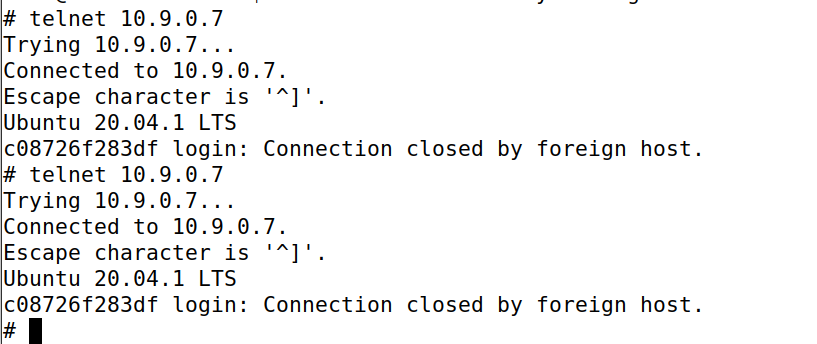 # telnet 10.9.0.7
Trying 10.9.0.7...
Connected to 10.9.0.7.
Escape character is '^]'.
Ubuntu 20.04.1 LTS
c08726f283df login: Connection closed by foreign host.
# telnet 10.9.0.7
Trying 10.9.0.7...
Connected to 10.9.0.7.
Escape character is '^]'.
Ubuntu 20.04.1 LTS
c08726f283df login: Connection closed by foreign host.
#